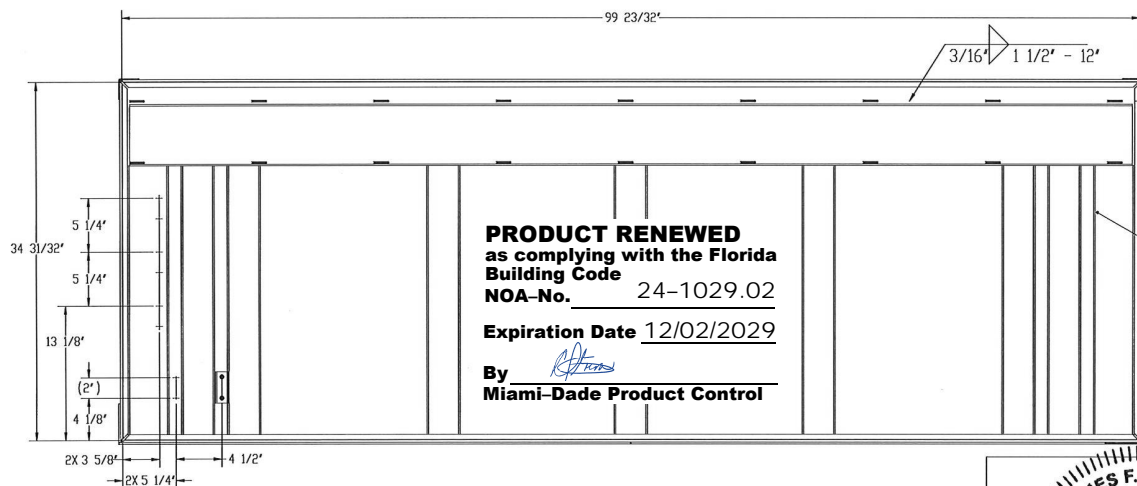 99 23/32"
3/16" 1 1/2" - 12"
5 1/4"
34 31/32"
5 1/4"
13 1/8"
(2")
4 1/8"
2X 3 5/8"
4 1/2"
2X 5 1/4"
PRODUCT RENEWED
as complying with the Florida
Building Code
NOA–No. 24–1029.02
Expiration Date 12/02/2029
By
Miami–Dade Product Control
ES F.